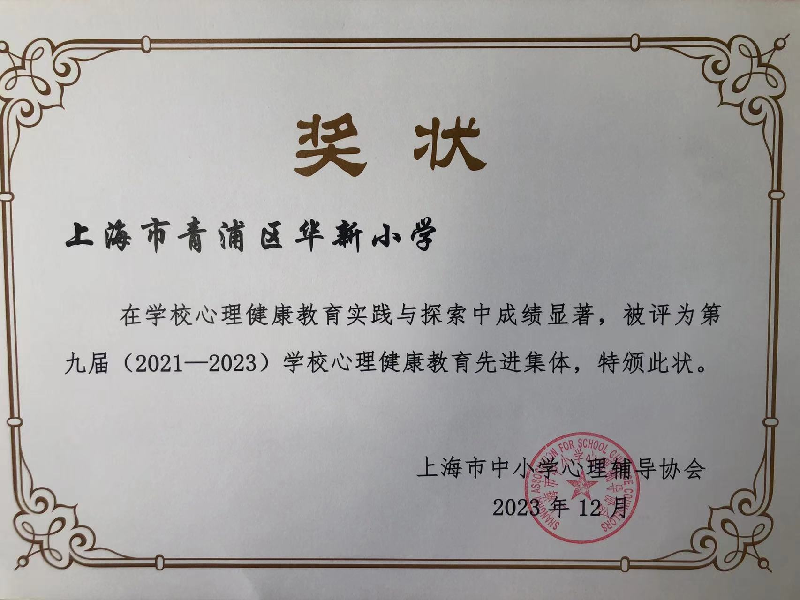 奖状
上海市青浦区华新小学
在学校心理健康教育实践与探索中成绩显著，被评为第
九届（2021—2023）学校心理健康教育先进集体，特颁此状。
上海市中小学心理辅导协会
2023年12月